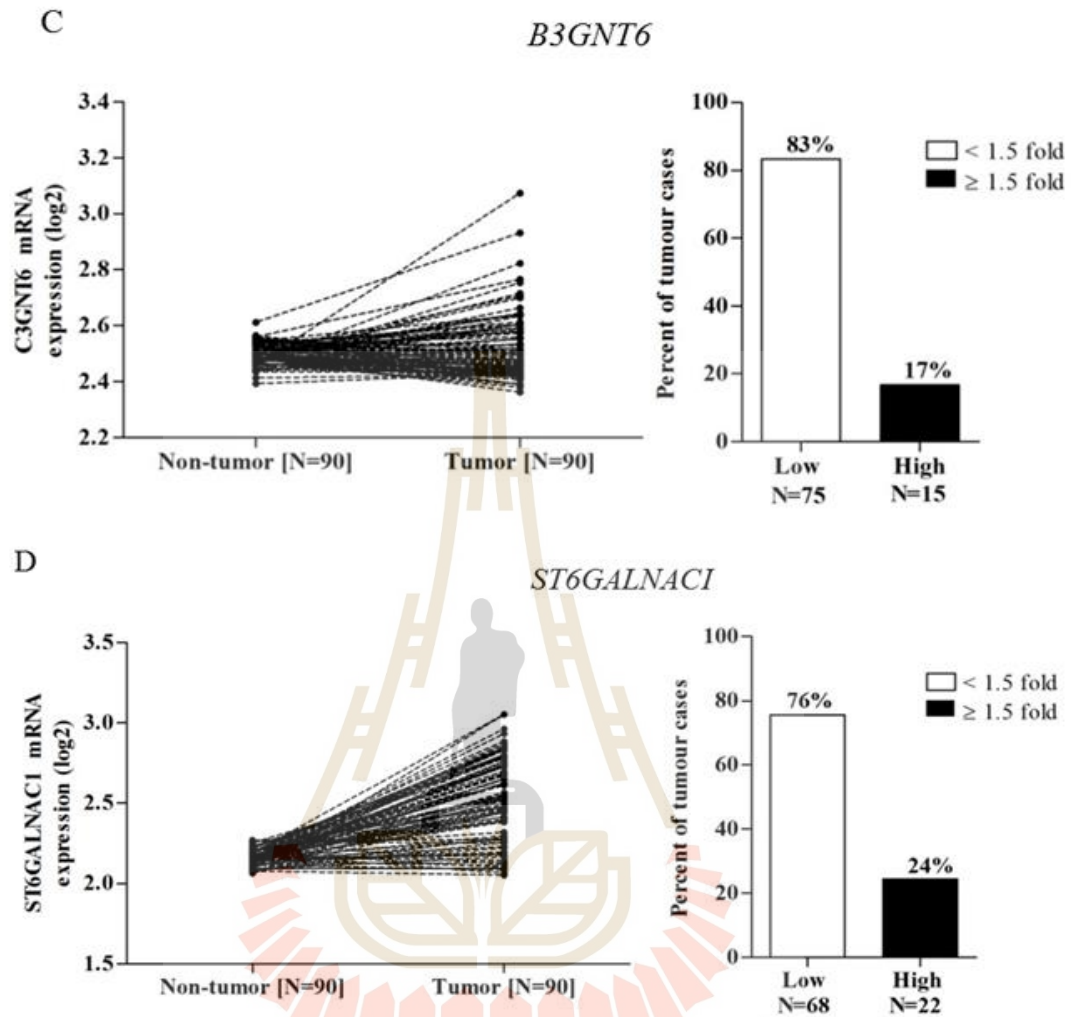 C
B3GNT6
C3GNT6 mRNA
expression (log2)
3.4
3.2
3.0
2.8
2.6
2.4
2.2
Non-tumor [N=90]
Tumor [N=90]
Percent of tumour cases
100
80
60
40
20
0
83%
17%
< 1.5 fold
≥ 1.5 fold
Low
N=75
High
N=15
D
ST6GALNACI
ST6GALNAC1 mRNA
expression (log2)
3.5
3.0
2.5
2.0
1.5
Non-tumor [N=90]
Tumor [N=90]
Percent of tumour cases
100
80
60
40
20
0
76%
24%
< 1.5 fold
≥ 1.5 fold
Low
N=68
High
N=22